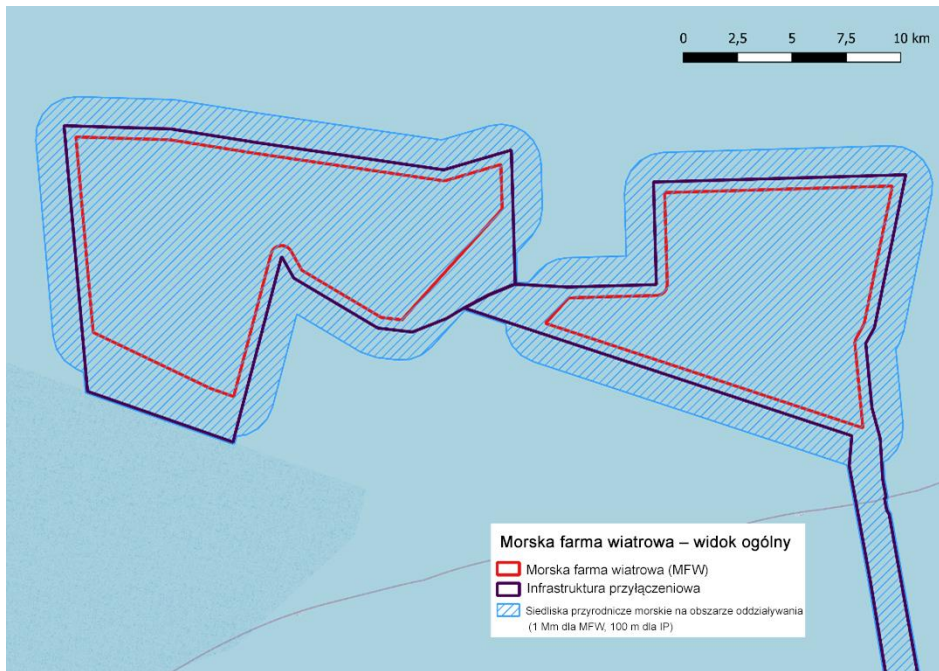 0 2,5 5 7,5 10 km
Morska farma wiatrowa – widok ogólny
Morska farma wiatrowa (MFW)
Infrastruktura przyłączeniowa
Siedliska przyrodnicze morskie na obszarze oddziaływania
(1 Mm dla MFW, 100 m dla IP)